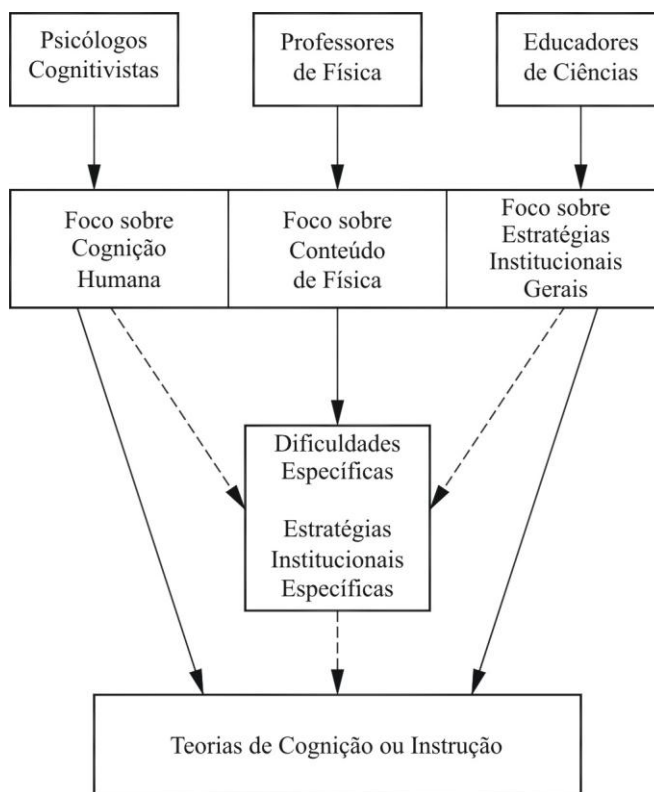 Psicólogos
Cognitivistas
Professores
de Física
Educadores
de Ciências
Foco sobre
Cognição
Humana
Foco sobre
Conteúdo
de Física
Foco sobre
Estratégias
Institucionais
Gerais
Dificuldades
Específicas
Estratégias
Institucionais
Específicas
Teorias de Cognição ou Instrução